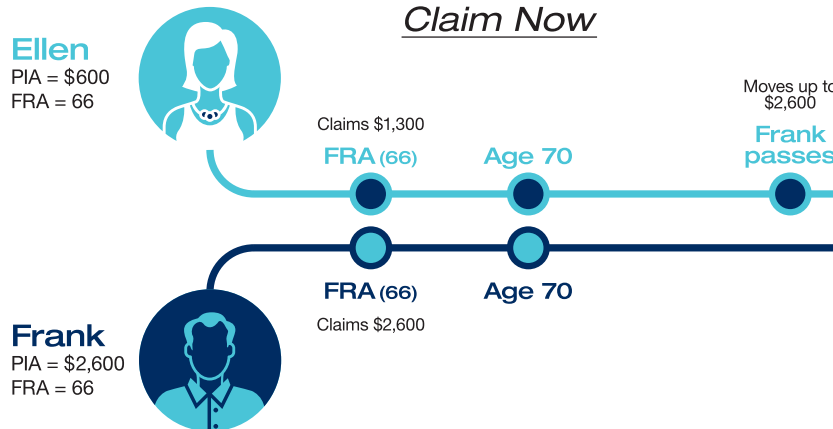 Claim Now
Ellen
PIA = $600
FRA = 66
Claims $1,300
FRA (66)
Age 70
Moves up to
$2,600
Frank
passes
FRA (66)
Age 70
Claims $2,600
Frank
PIA = $2,600
FRA = 66